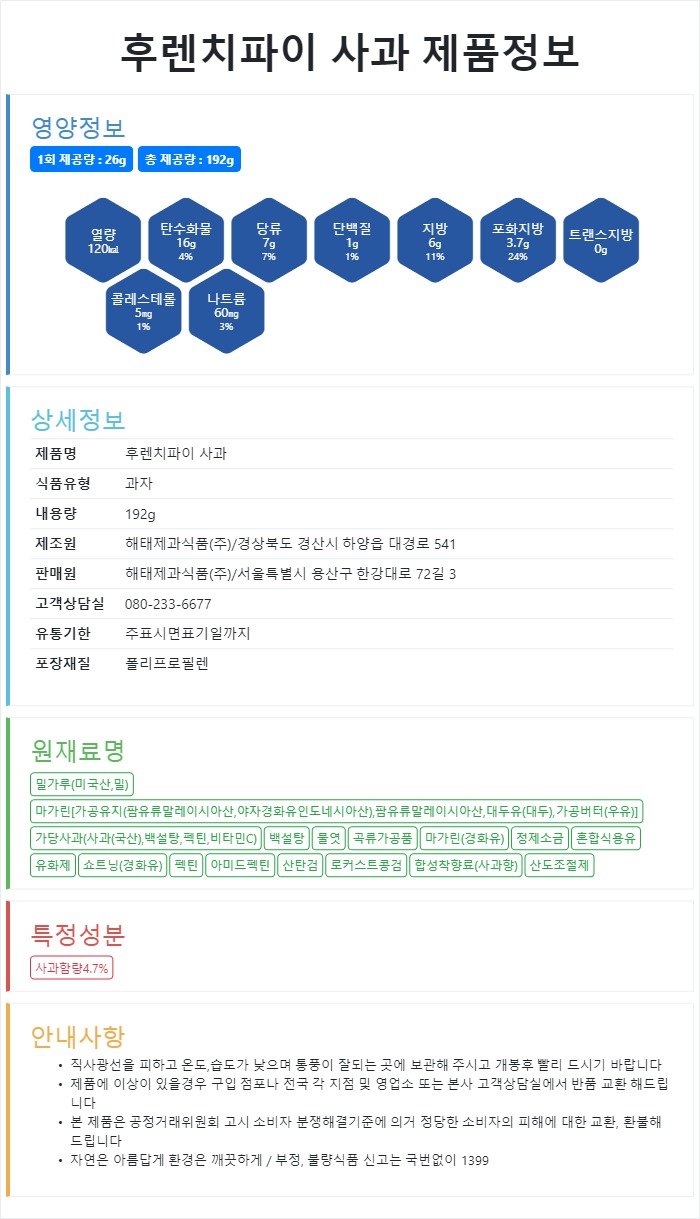 후렌치파이 사과 제품정보
영양정보
1회 제공량 : 26g 총 제공량 : 192g
열량 탄수화물 당류 단백질 지방 포화지방 트랜스지방
120㎉ 16g 7g 1g 6g 3.7g 0g
4% 7% 1% 11% 24%
콜레스테롤 나트륨
5㎎ 60㎎
1% 3%
상세정보
제품명 후렌치파이 사과
식품유형 과자
내용량 192g
제조원 해태제과식품(주)/경상북도 경산시 하양읍 대경로 541
판매원 해태제과식품(주)/서울특별시 용산구 한강대로 72길 3
고객상담실 080-233-6677
유통기한 주표시면표기일까지
포장재질 폴리프로필렌
원재료명
밀가루(미국산,밀)
마가린[가공유지(팜유류말레이시아산,야자경화유인도네시아산),팜유류말레이시아산,대두유(대두),가공버터(우유)]
가당사과(사과(국산),백설탕,펙틴,비타민C) 백설탕 물엿 곡류가공품 마가린(경화유) 정제소금 혼합식용유
유화제 쇼트닝(경화유) 펙틴 아미드펙틴 산탄검 로커스트콩검 합성착향료(사과향) 산도조절제
특정성분
사과함량4.7%
안내사항
• 직사광선을 피하고 온도,습도가 낮으며 통풍이 잘되는 곳에 보관해 주시고 개봉후 빨리 드시기 바랍니다
• 제품에 이상이 있을경우 구입 점포나 전국 각 지점 및 영업소 또는 본사 고객상담실에서 반품 교환 해드립
니다
• 본 제품은 공정거래위원회 고시 소비자 분쟁해결기준에 의거 정당한 소비자의 피해에 대한 교환, 환불해
드립니다
• 자연은 아름답게 환경은 깨끗하게 / 부정, 불량식품 신고는 국번없이 1399